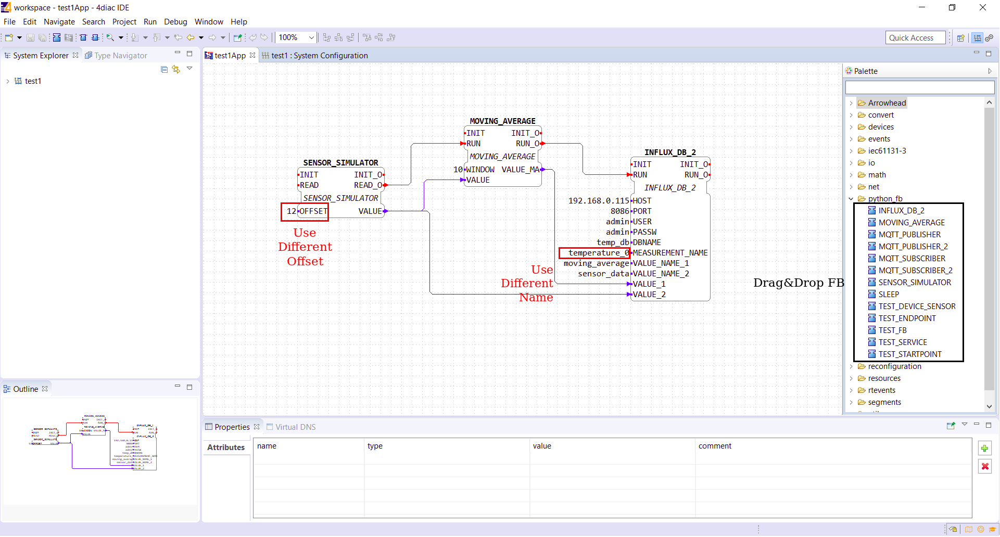 workspace - test1App - 4diac IDE
File Edit Navigate Search Project Run Debug Window Help
100%
Quick Access
System Explorer
Type Navigator
test1
test1App
test1 : System Configuration
SENSOR_SIMULATOR
INIT INIT_O
READ READ_O
SENSOR_SIMULATOR
12 OFFSET VALUE
Use
Different
Offset
MOVING_AVERAGE
INIT INIT_O
RUN RUN_O
MOVING_AVERAGE
10 WINDOW VALUE_MA
VALUE
INFLUX_DB_2
INIT INIT_O
RUN RUN_O
INFLUX_DB_2
192.168.0.115 HOST
8086 PORT
admin USER
admin PASSW
temp_db DBNAME
temperature_0 MEASUREMENT_NAME
moving_average VALUE_NAME_1
sensor_data VALUE_NAME_2
VALUE_1
VALUE_2
Use
Different
Name
Drag&Drop FB
Palette
Arrowhead
convert
devices
events
iec61131-3
io
math
net
python_fb
INFLUX_DB_2
MOVING_AVERAGE
MQTT_PUBLISHER
MQTT_PUBLISHER_2
MQTT_SUBSCRIBER
MQTT_SUBSCRIBER_2
SENSOR_SIMULATOR
SLEEP
TEST_DEVICE_SENSOR
TEST_ENDPOINT
TEST_FB
TEST_SERVICE
TEST_STARTPOINT
reconfiguration
resources
rtevents
segments
Outline
Properties
Virtual DNS
Attributes
name type value comment